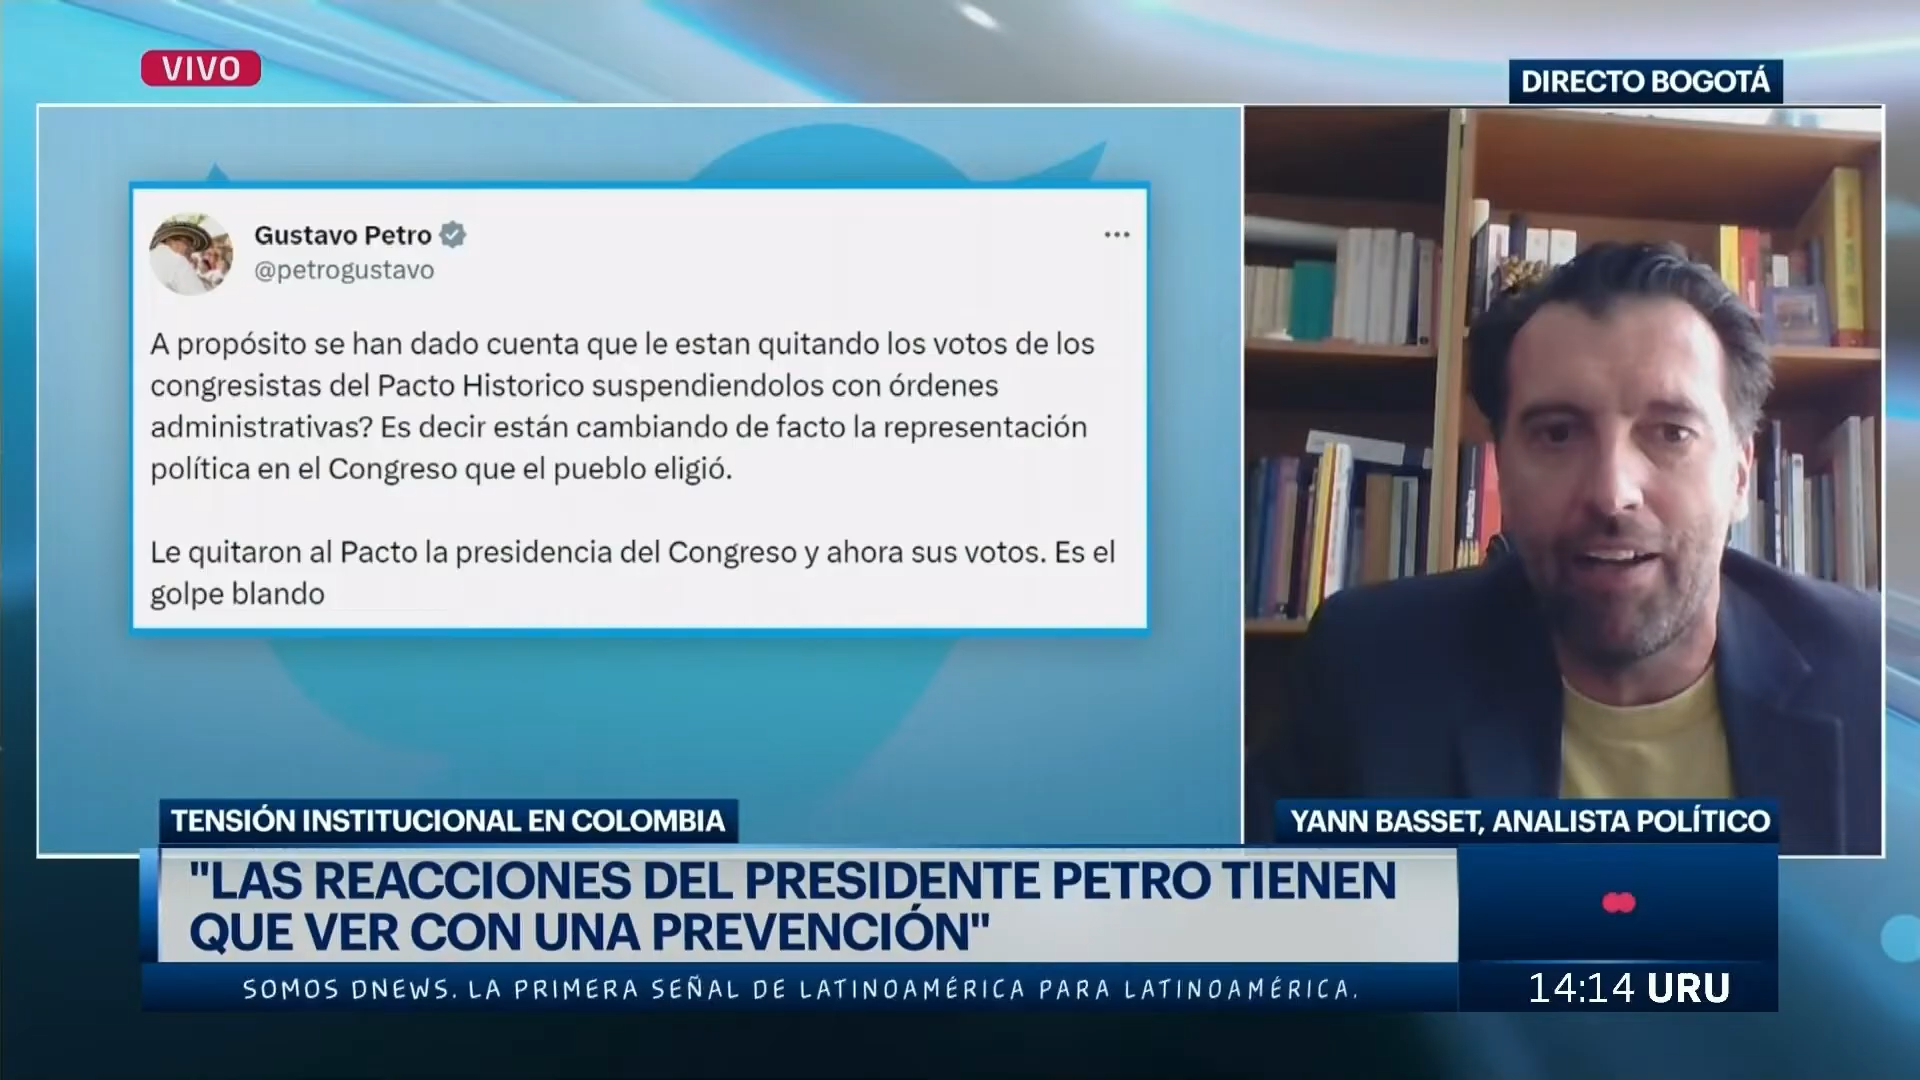 VIVO
DIRECTO BOGOTÁ
Gustavo Petro
@petrogustavo
A propósito se han dado cuenta que le estan quitando los votos de los
congresistas del Pacto Historico suspendiendolos con órdenes
administrativas? Es decir están cambiando de facto la representación
política en el Congreso que el pueblo eligió.
Le quitaron al Pacto la presidencia del Congreso y ahora sus votos. Es el
golpe blando
TENSIÓN INSTITUCIONAL EN COLOMBIA
YANN BASSET, ANALISTA POLÍTICO
"LAS REACCIONES DEL PRESIDENTE PETRO TIENEN
QUE VER CON UNA PREVENCIÓN"
SOMOS DNEWS. LA PRIMERA SEÑAL DE LATINOAMÉRICA PARA LATINOAMÉRICA.
14:14 URU